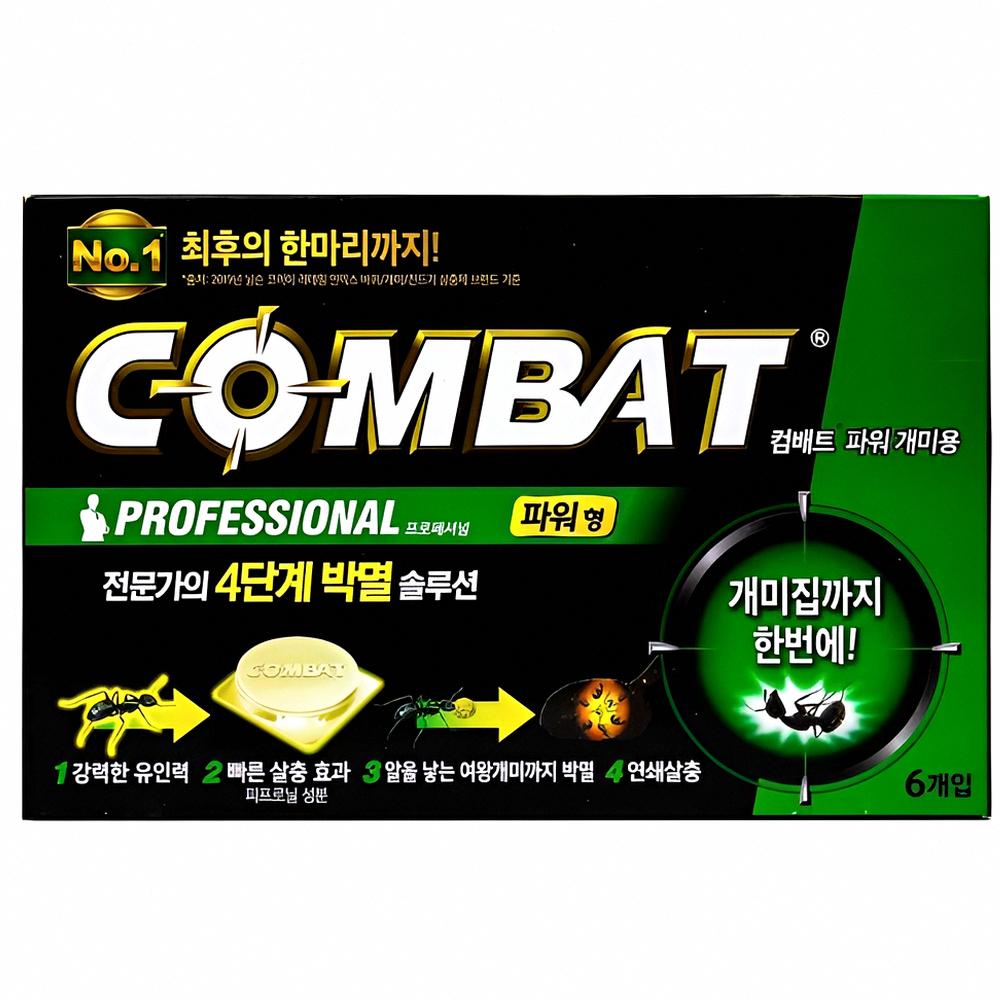 No.1 최후의 한마리까지!
COMBAT ®
컴배트 파워 개미용
PROFESSIONAL 프로페셔널 파워형
전문가의 4단계 박멸 솔루션
개미집까지
한번에!
COMBAT
1 강력한 유인력 2 빠른 살충 효과 3 알을 낳는 여왕개미까지 박멸 4 연쇄살충
피프로닐 성분
6개입